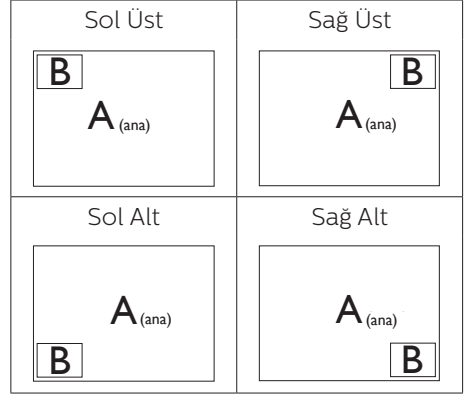 Sol Üst
B
A (ana)
Sağ Üst
B
A (ana)
Sol Alt
A (ana)
B
Sağ Alt
A (ana)
B